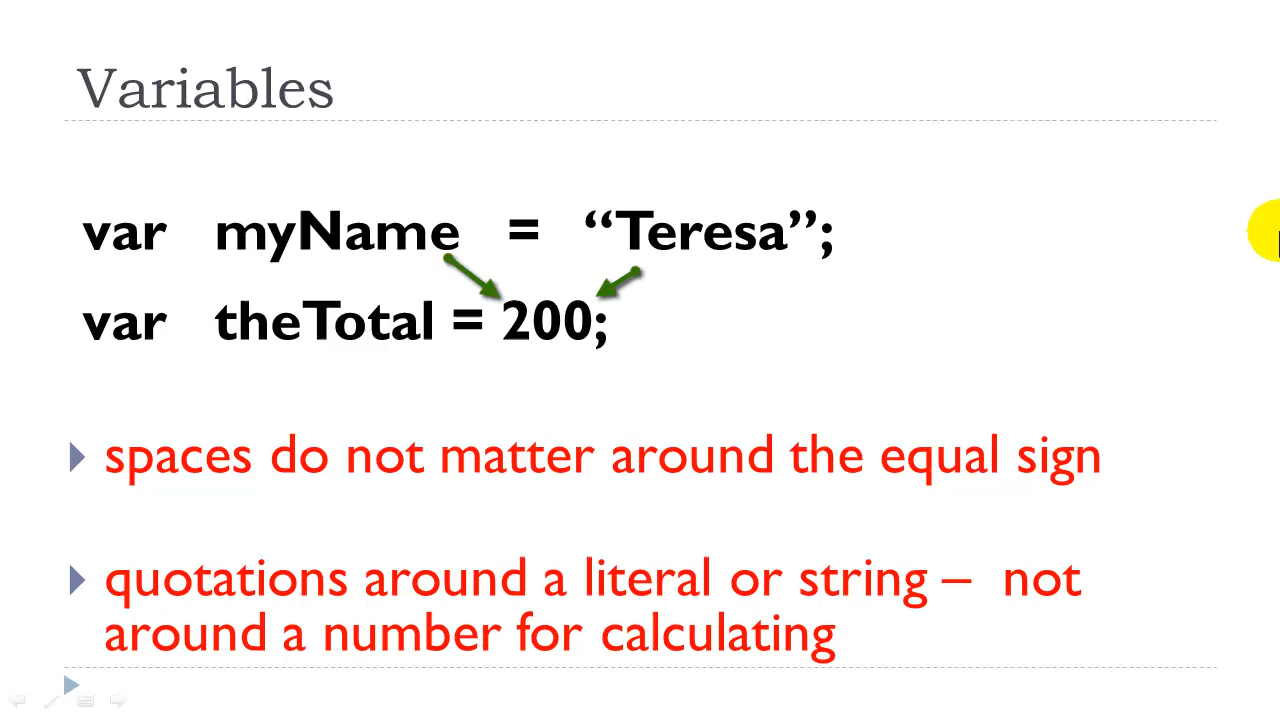 Variables
var myName = “Teresa”;
var theTotal = 200;
spaces do not matter around the equal sign
quotations around a literal or string – not
around a number for calculating